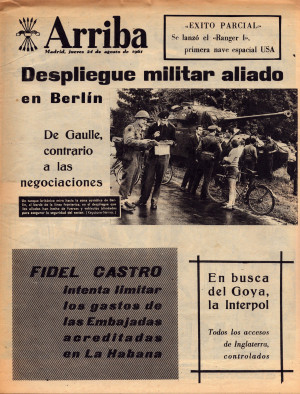 Arriba
Madrid, jueves 24 de agosto de 1961
«EXITO PARCIAL»
Se lanzó el «Ranger I»,
primera nave espacial USA
Despliegue militar aliado
en Berlín
De Gaulle,
contrario
a las
negociaciones
FIDEL CASTRO
intenta limitar
los gastos de
las Embajadas
acreditadas
en La Habana
En busca
del Goya,
la Interpol
Todos los accesos
de Inglaterra,
controlados